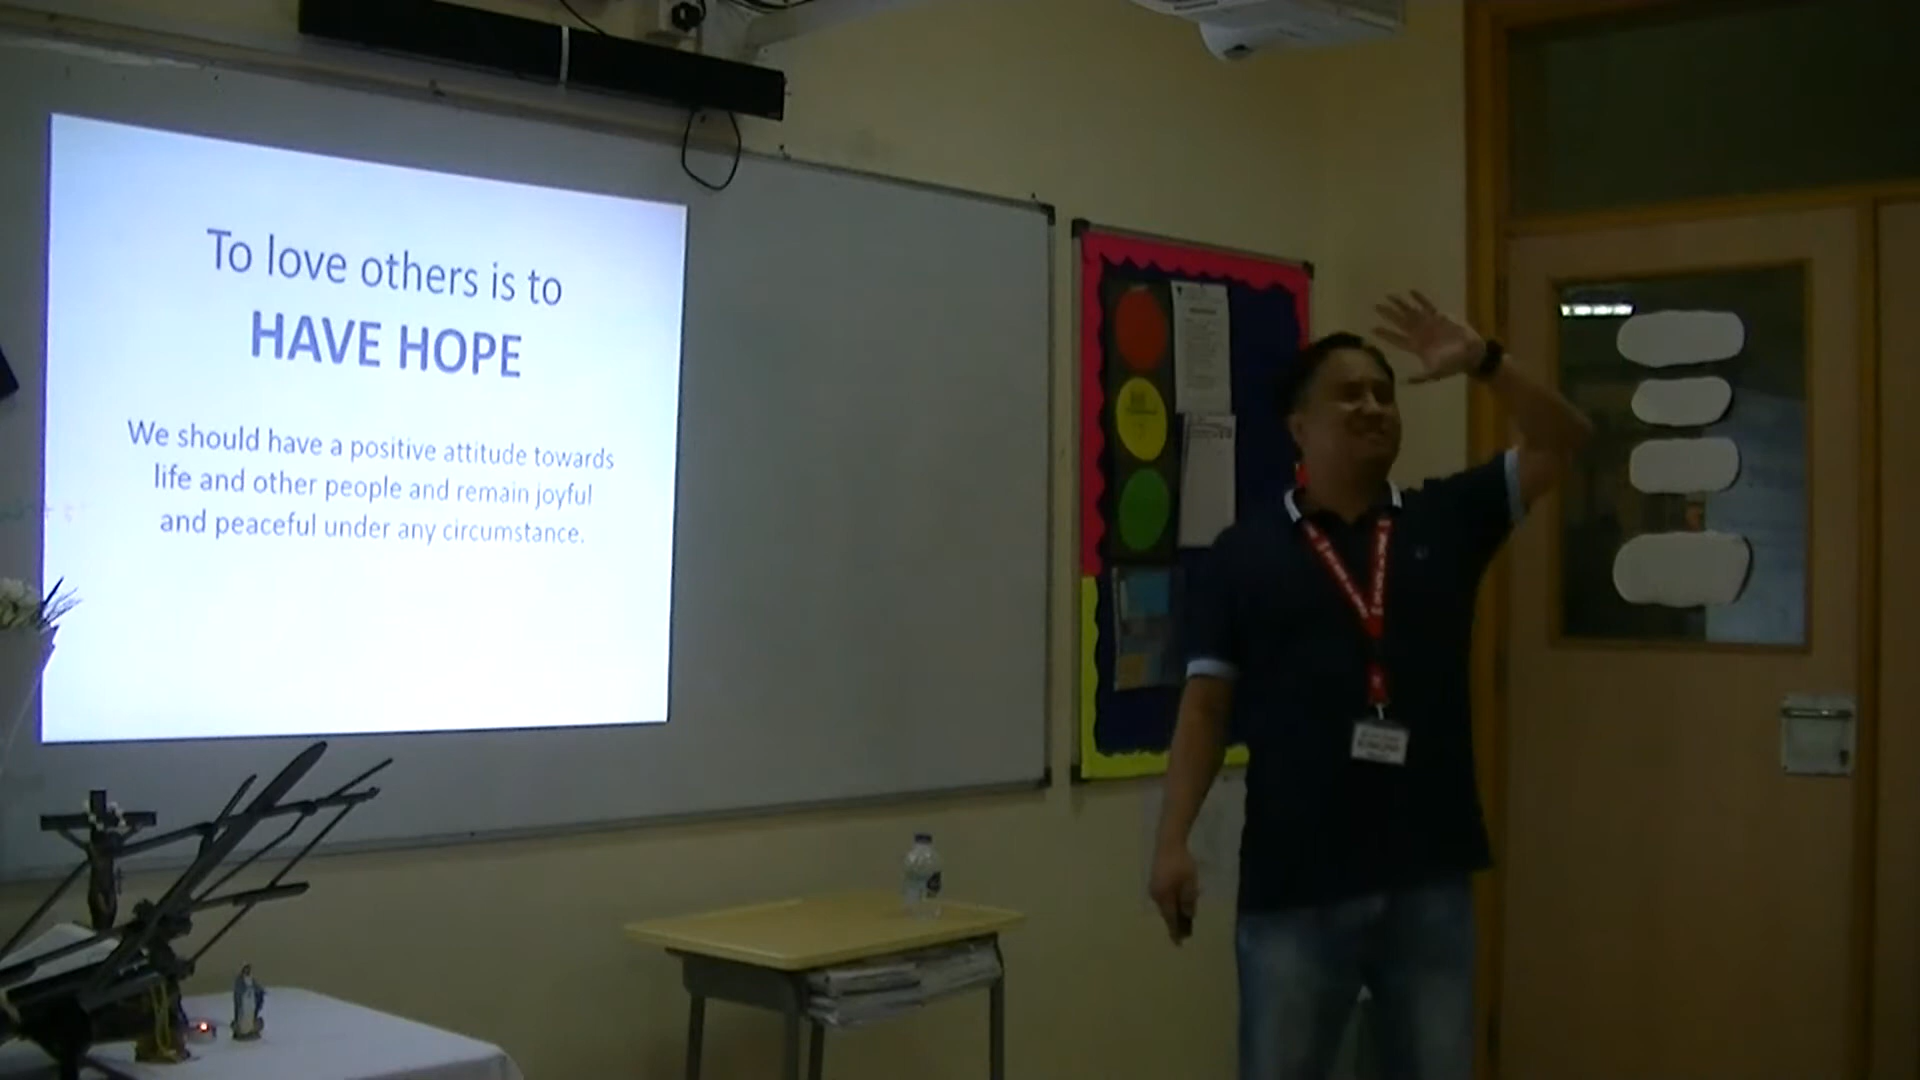 To love others is to
HAVE HOPE
We should have a positive attitude towards
life and other people and remain joyful
and peaceful under any circumstance.